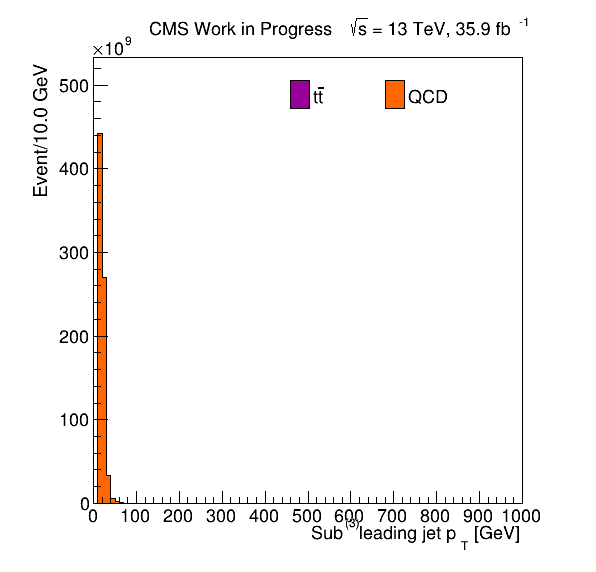 CMS Work in Progress √s = 13 TeV, 35.9 fb⁻¹
×10⁹
Event/10.0 GeV
tt̄
QCD
500
400
300
200
100
0
0 100 200 300 400 500 600 700 800 900 1000
Sub⁽³⁾leading jet p_T [GeV]